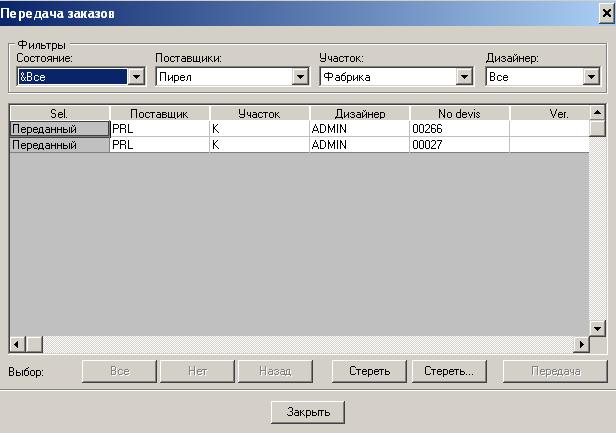 Передача заказов
Фильтры
Состояние: Поставщики: Участок: Дизайнер:
&Все Пирел Фабрика Все
Sel. Поставщик Участок Дизайнер No devis Ver.
Переданный PRL K ADMIN 00266
Переданный PRL K ADMIN 00027
Выбор: Все Нет Назад Стереть Стереть... Передача
Закрыть